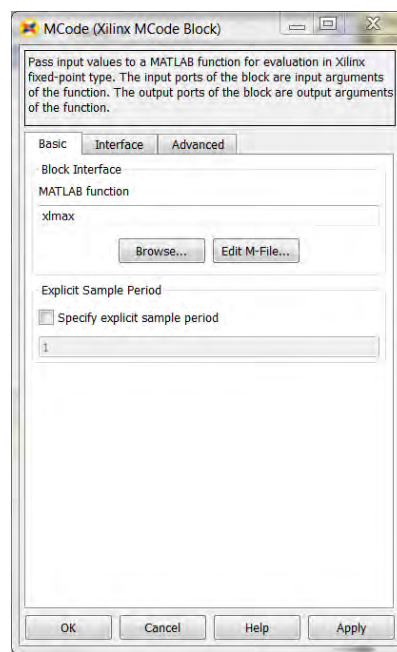 MCode (Xilinx MCode Block)
Pass input values to a MATLAB function for evaluation in Xilinx
fixed-point type. The input ports of the block are input arguments
of the function. The output ports of the block are output arguments
of the function.
Basic Interface Advanced
Block Interface
MATLAB function
xlmax
Browse... Edit M-File...
Explicit Sample Period
Specify explicit sample period
1
OK Cancel Help Apply